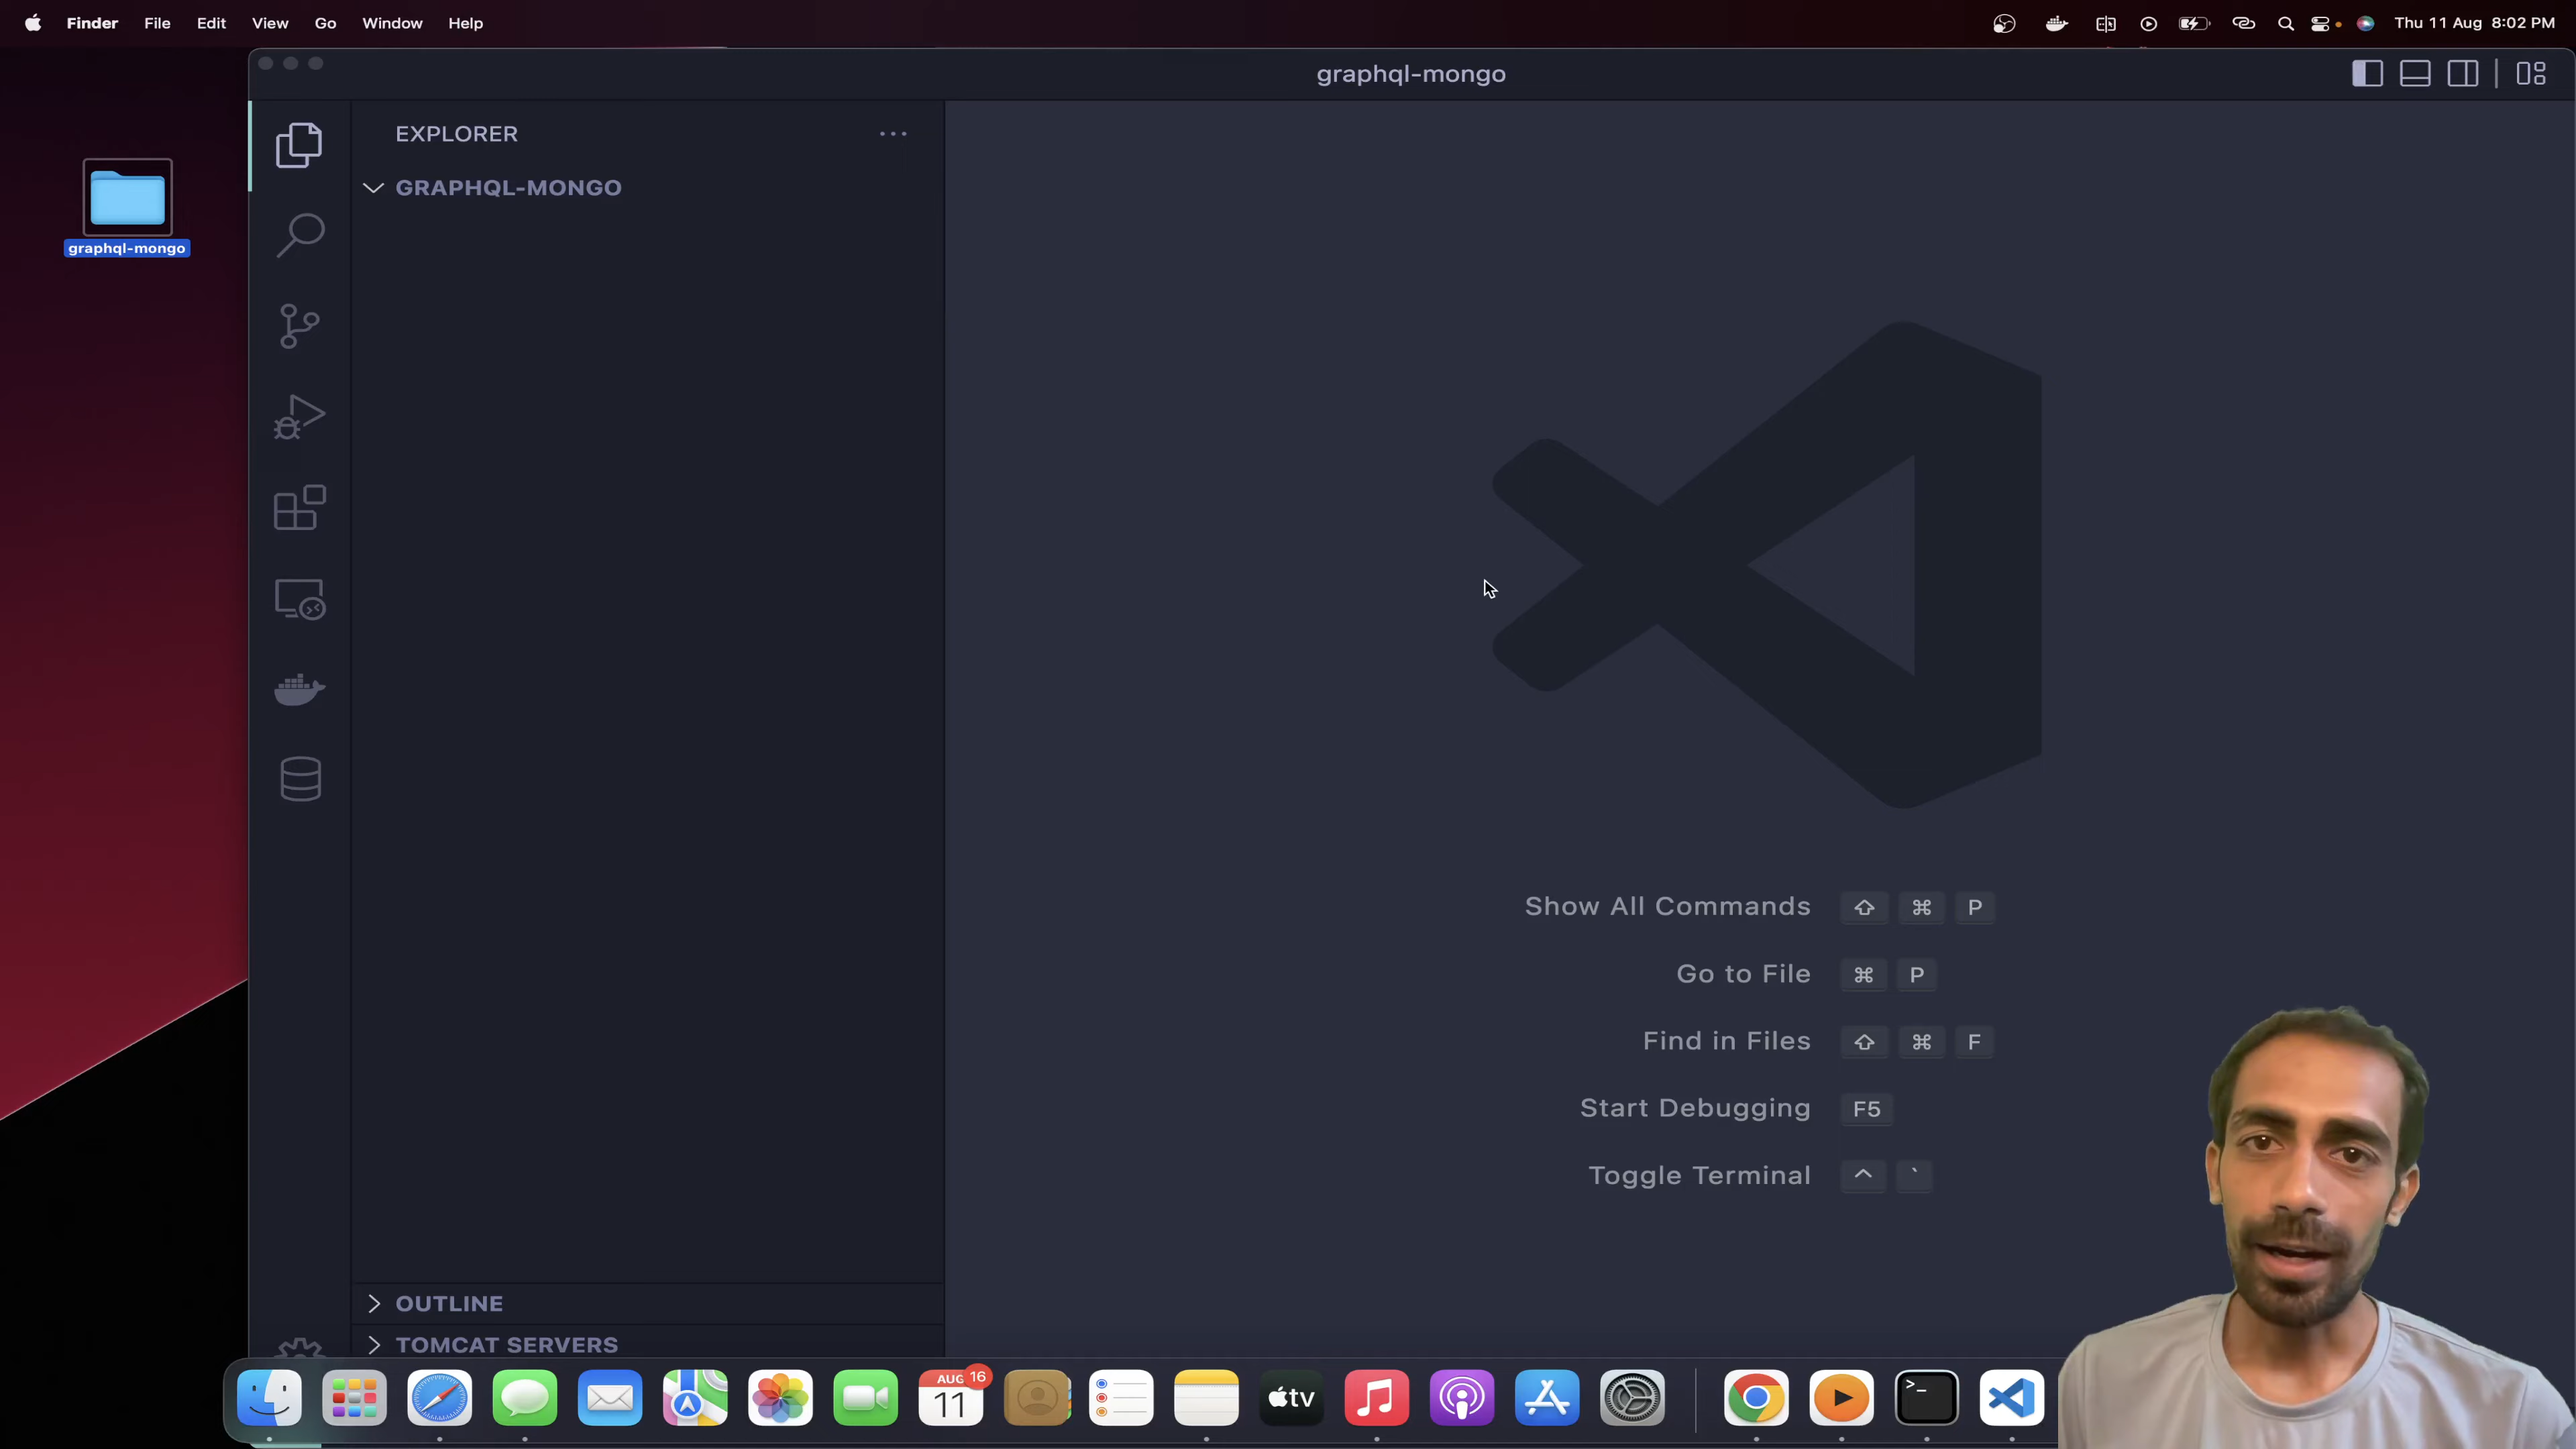 Finder File Edit View Go Window Help
Thu 11 Aug 8:02 PM
graphql-mongo
graphql-mongo
EXPLORER
GRAPHQL-MONGO
Show All Commands ⇧ ⌘ P
Go to File ⌘ P
Find in Files ⇧ ⌘ F
Start Debugging F5
Toggle Terminal ^ `
OUTLINE
TOMCAT SERVERS
AUG 16
11
tv
>_